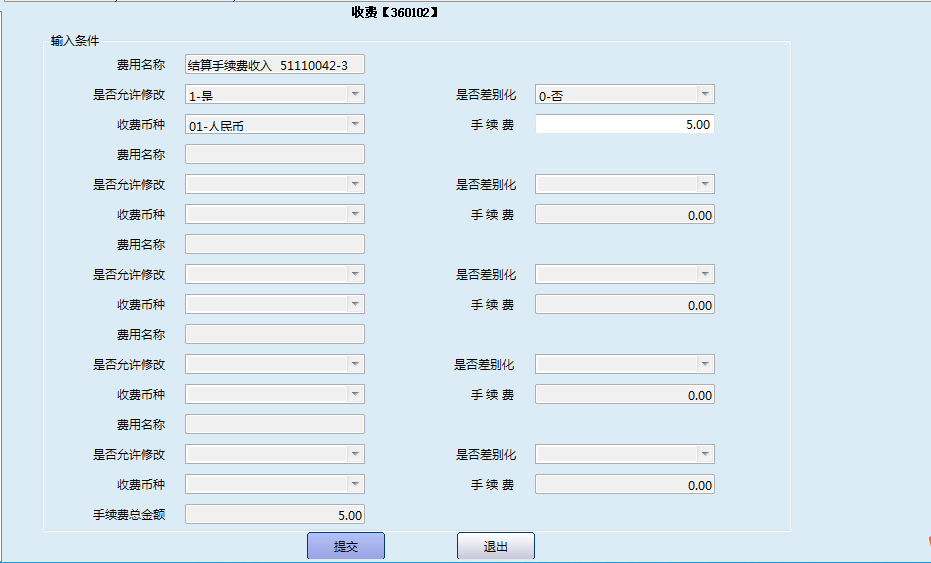 收费【360102】
输入条件
费用名称 结算手续费收入 51110042-3
是否允许修改 1-是 是否差别化 0-否
收费币种 01-人民币 手 续 费 5.00
费用名称
是否允许修改 是否差别化
收费币种 手 续 费 0.00
费用名称
是否允许修改 是否差别化
收费币种 手 续 费 0.00
费用名称
是否允许修改 是否差别化
收费币种 手 续 费 0.00
费用名称
是否允许修改 是否差别化
收费币种 手 续 费 0.00
手续费总金额 5.00
提交 退出